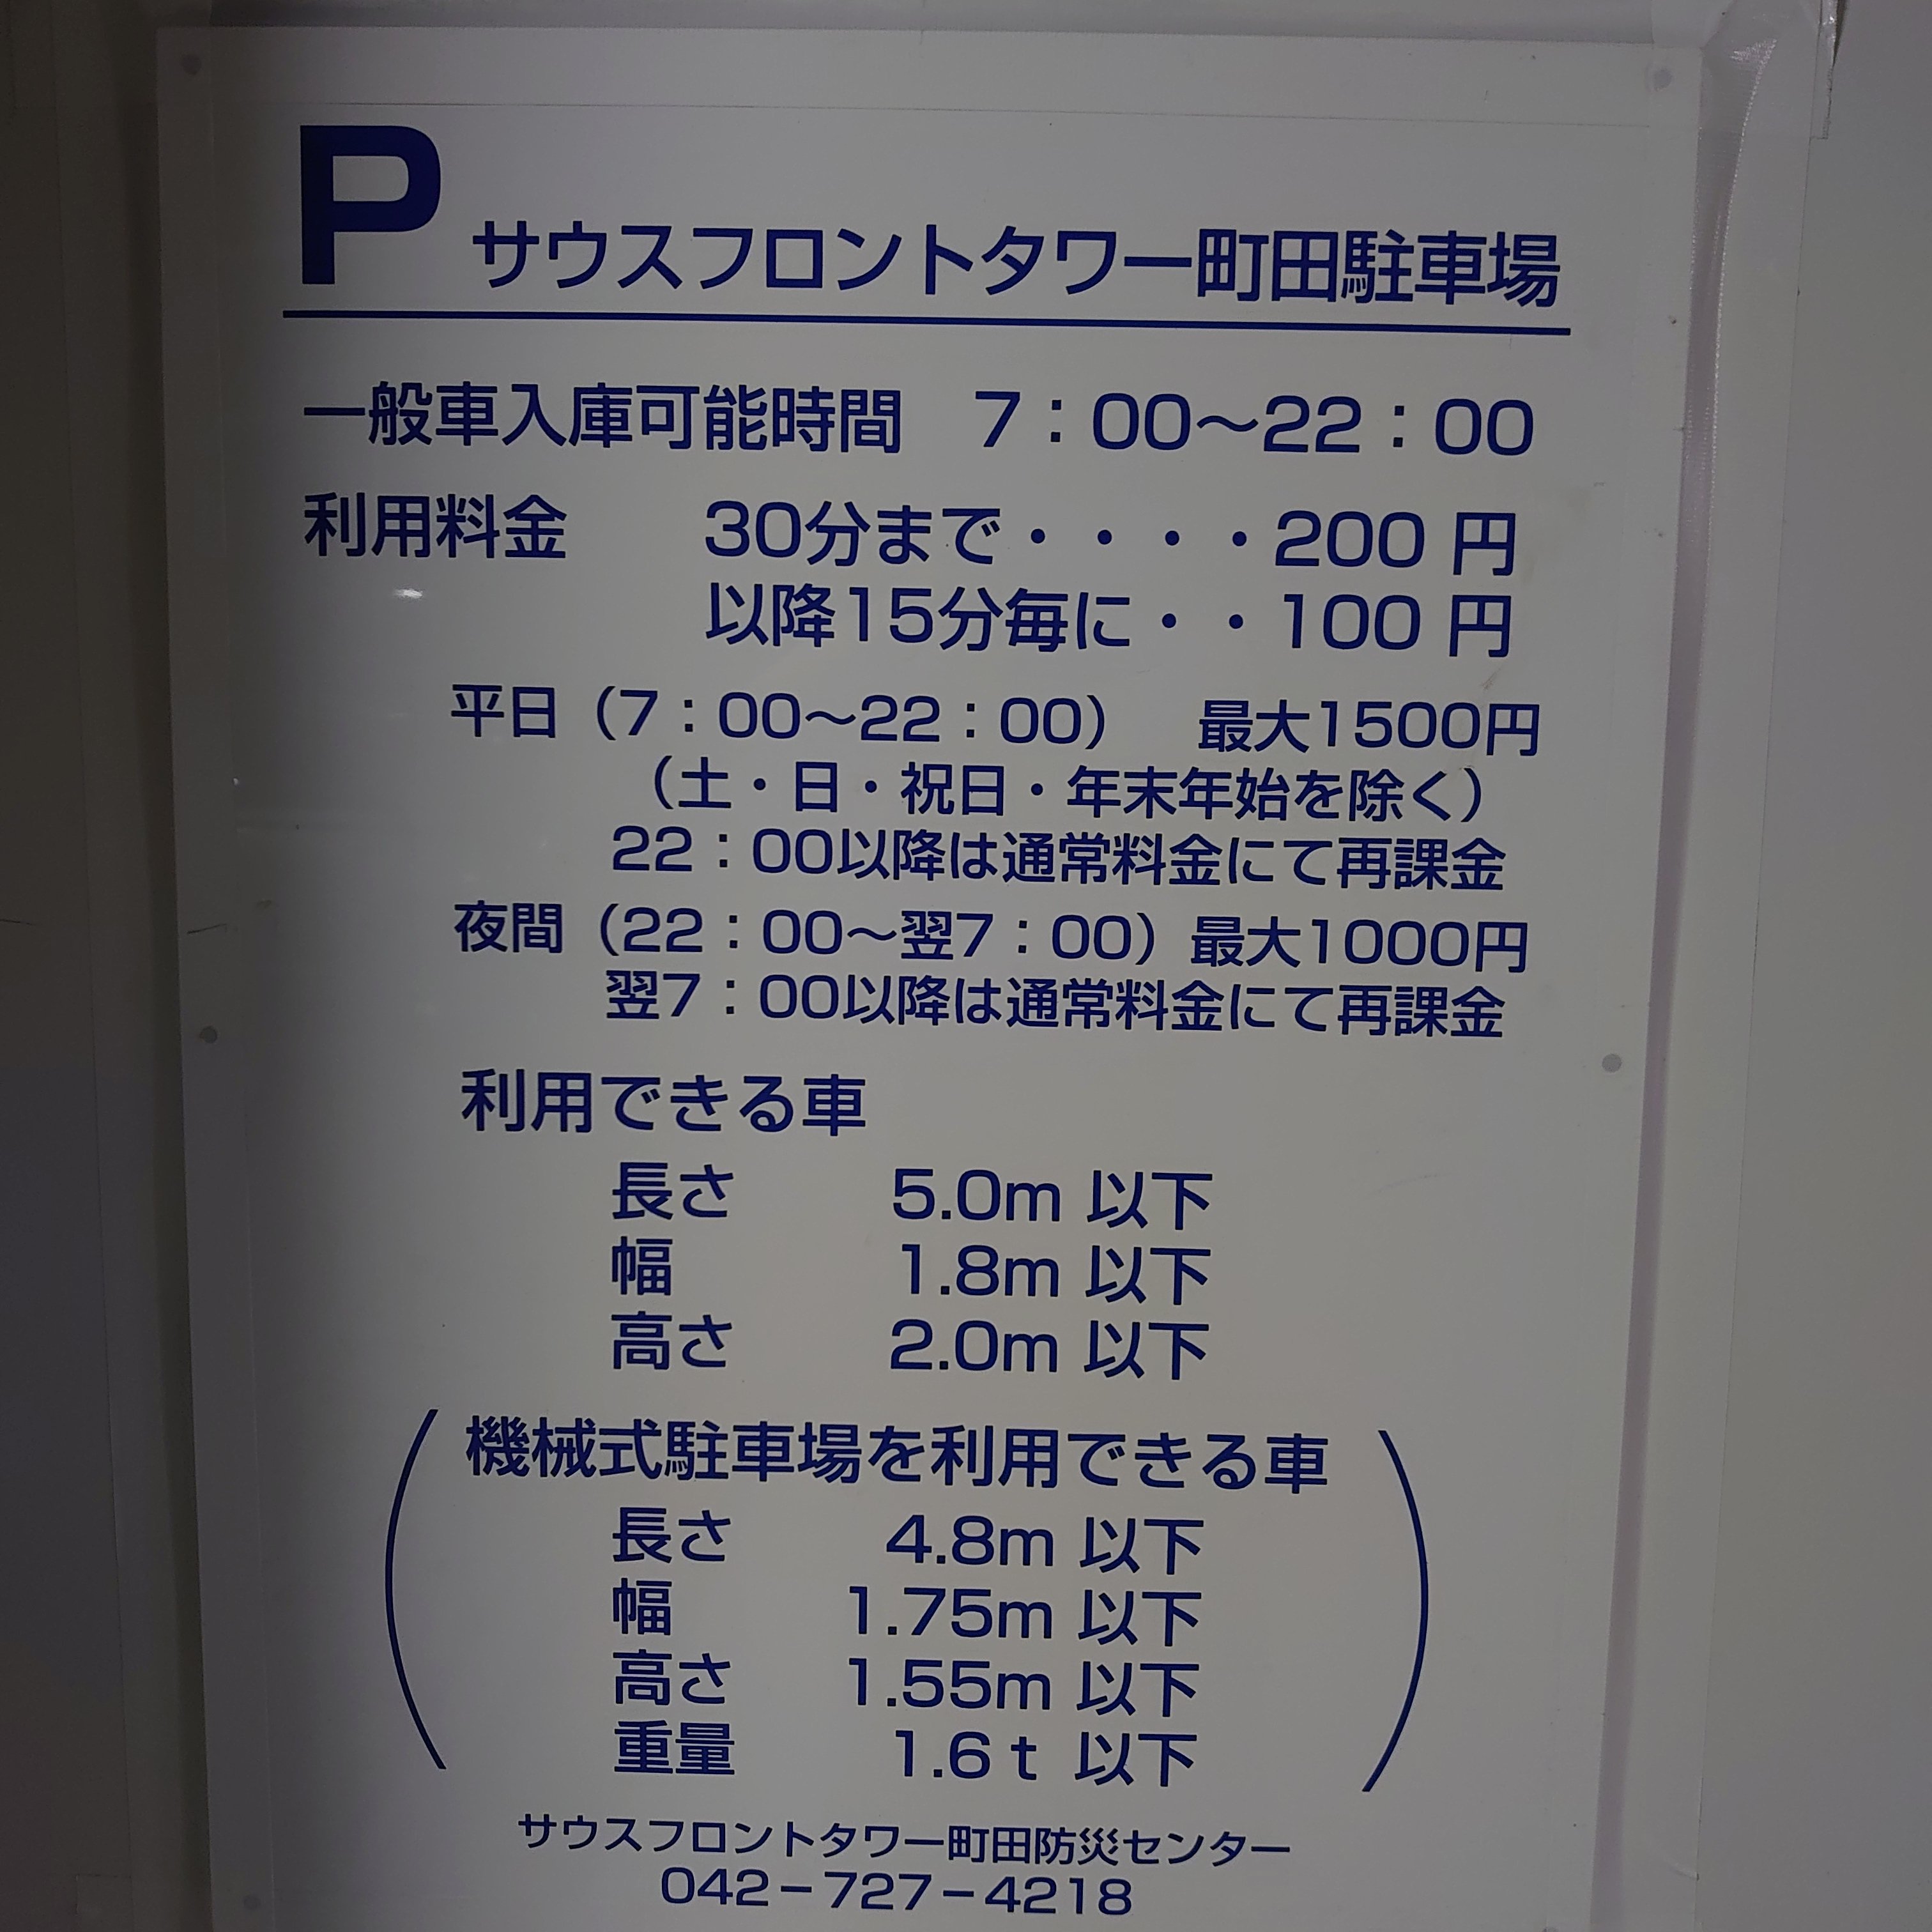 P サウスフロントタワー町田駐車場
一般車入庫可能時間 7：00～22：00
利用料金 30分まで・・・・200 円
以降15分毎に・・100 円
平日（7：00～22：00） 最大1500円
（土・日・祝日・年末年始を除く）
22：00以降は通常料金にて再課金
夜間（22：00～翌7：00）最大1000円
翌7：00以降は通常料金にて再課金
利用できる車
長さ 5.0m 以下
幅 1.8m 以下
高さ 2.0m 以下
機械式駐車場を利用できる車
長さ 4.8m 以下
幅 1.75m 以下
高さ 1.55m 以下
重量 1.6ｔ 以下
サウスフロントタワー町田防災センター
042－727－4218